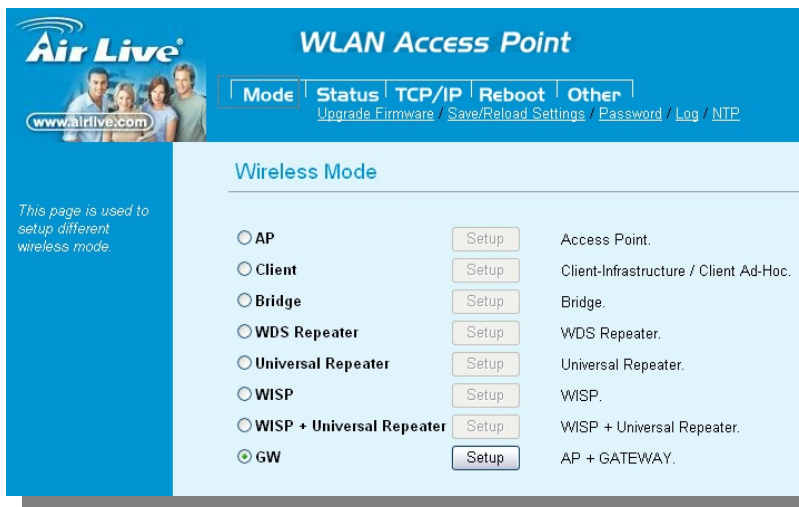 Air Live®
www.airlive.com
WLAN Access Point
Mode Status TCP/IP Reboot Other
Upgrade Firmware / Save/Reload Settings / Password / Log / NTP
This page is used to
setup different
wireless mode.
Wireless Mode
AP Setup Access Point.
Client Setup Client-Infrastructure / Client Ad-Hoc.
Bridge Setup Bridge.
WDS Repeater Setup WDS Repeater.
Universal Repeater Setup Universal Repeater.
WISP Setup WISP.
WISP + Universal Repeater Setup WISP + Universal Repeater.
GW Setup AP + GATEWAY.